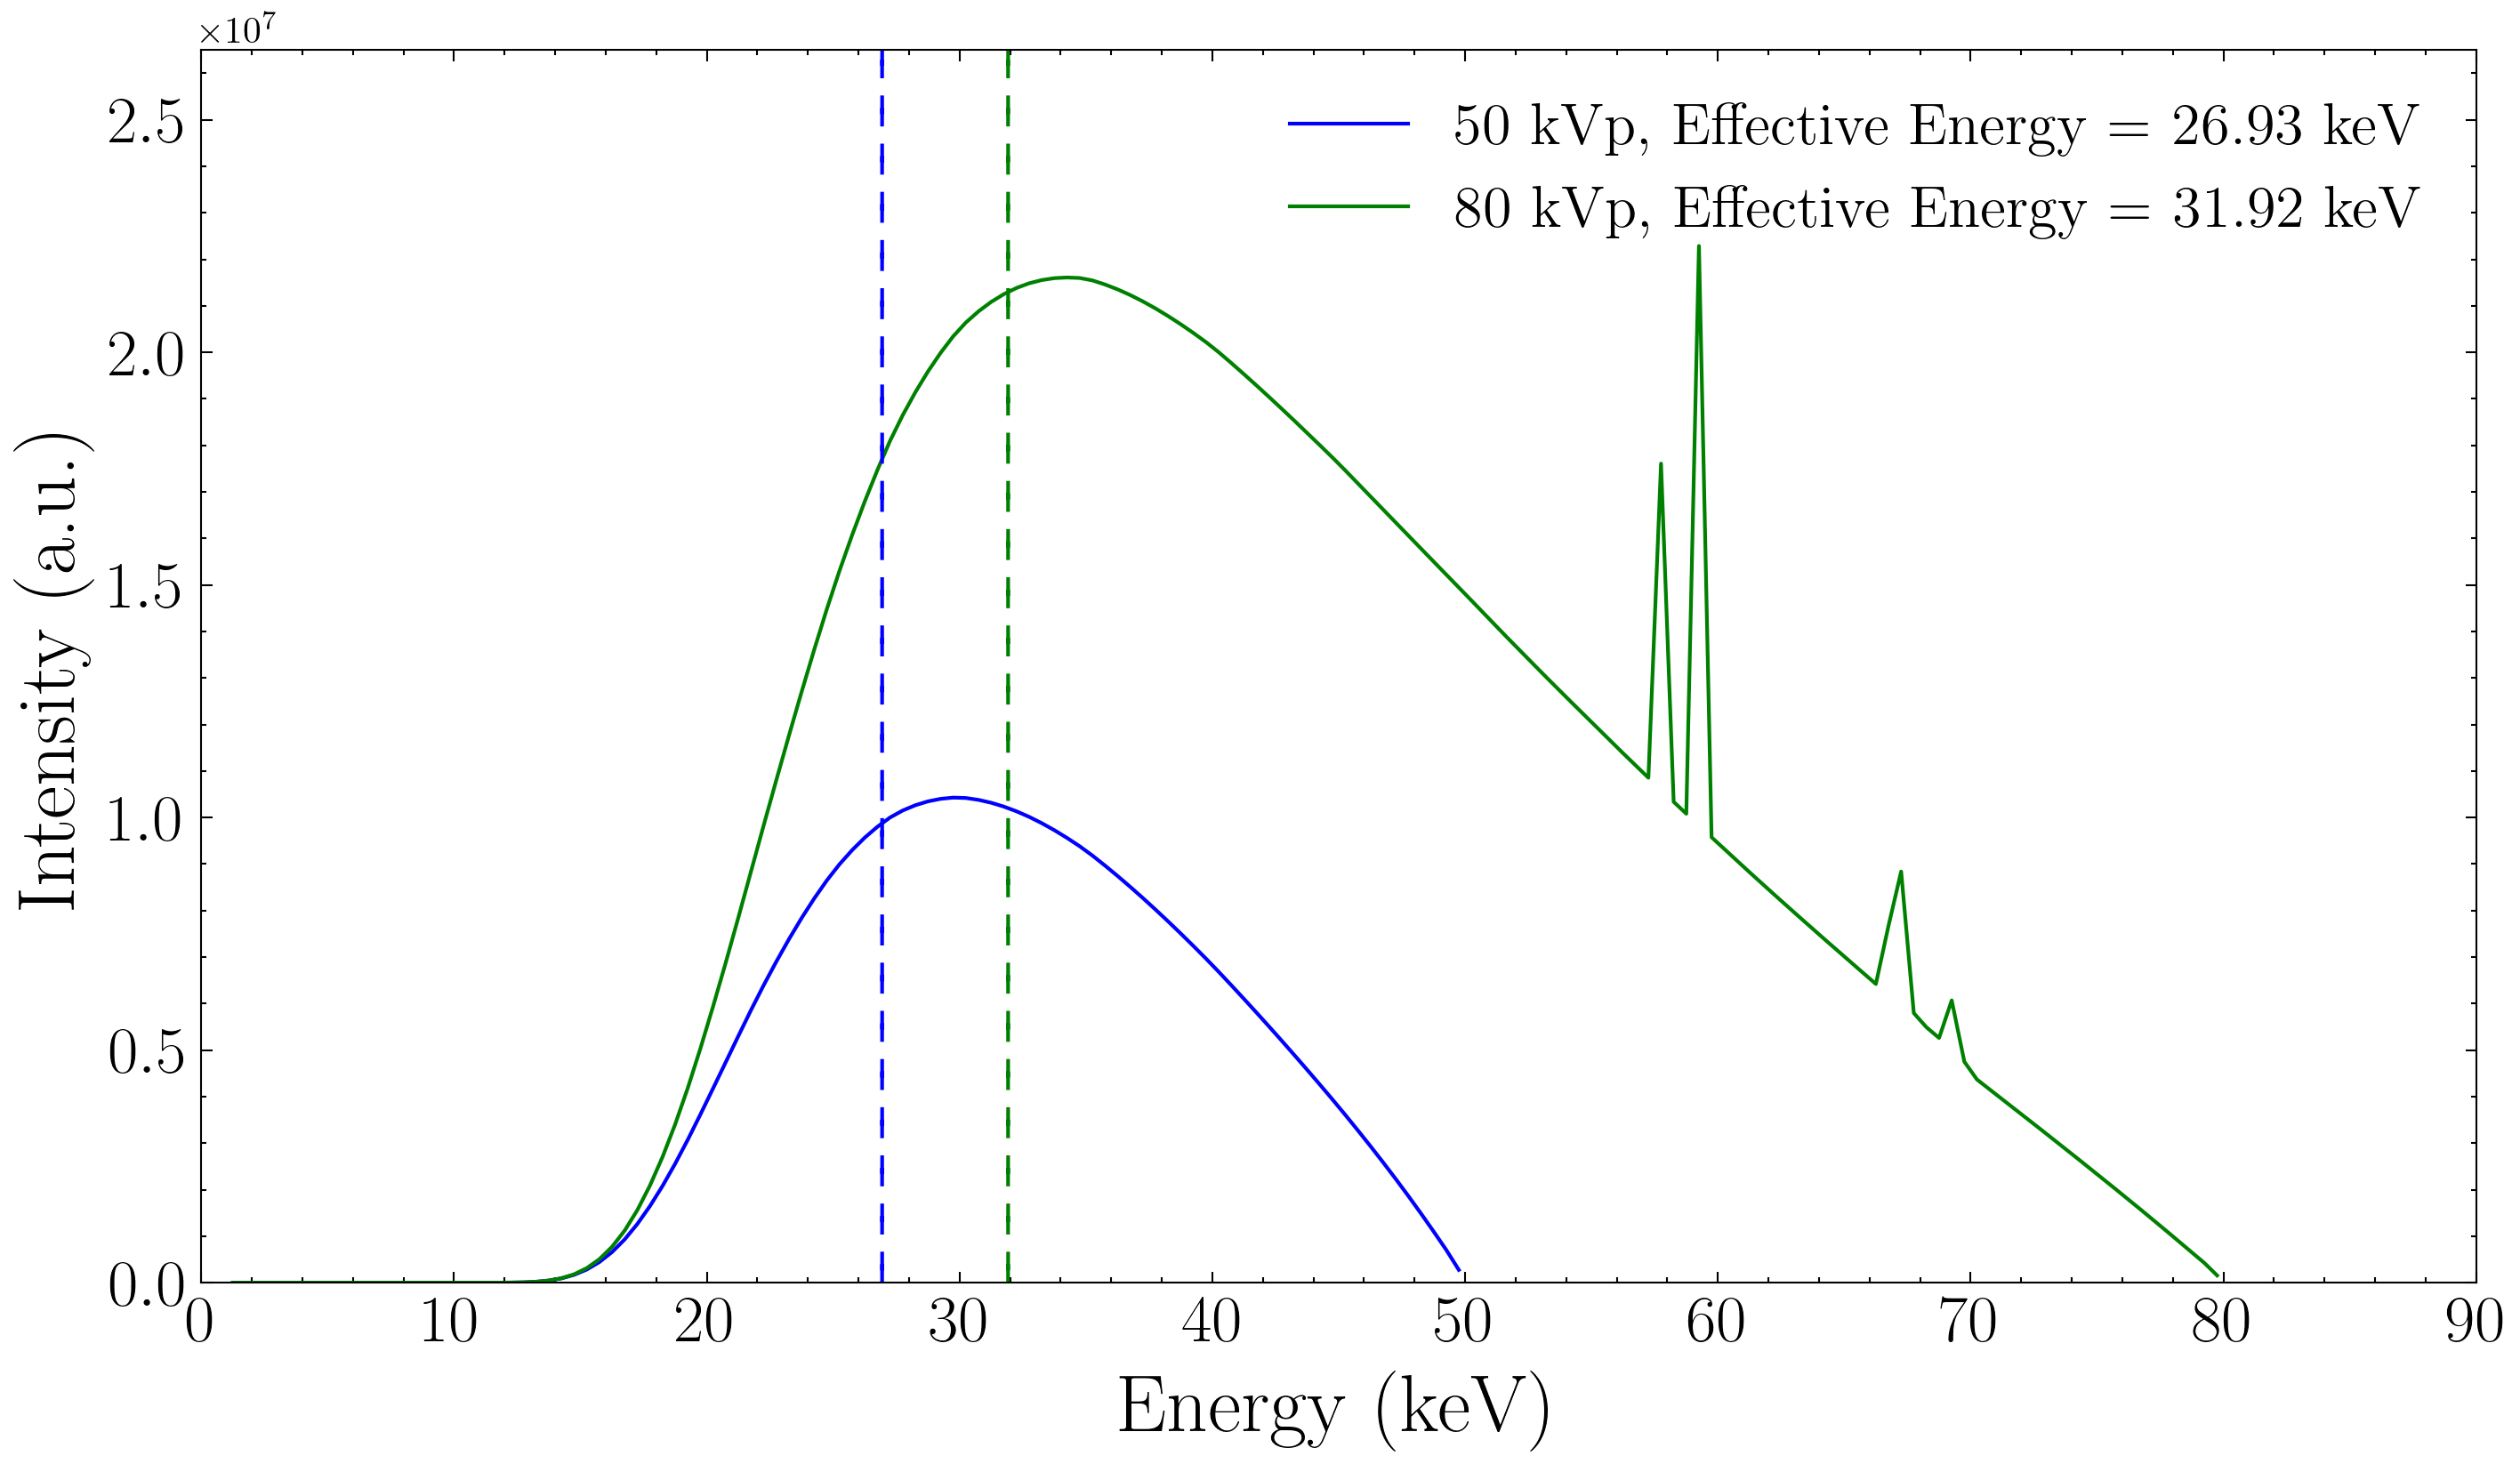 ×10⁷
50 kVp, Effective Energy = 26.93 keV
80 kVp, Effective Energy = 31.92 keV
2.5
2.0
1.5
1.0
0.5
0.0
Intensity (a.u.)
0 10 20 30 40 50 60 70 80 90
Energy (keV)